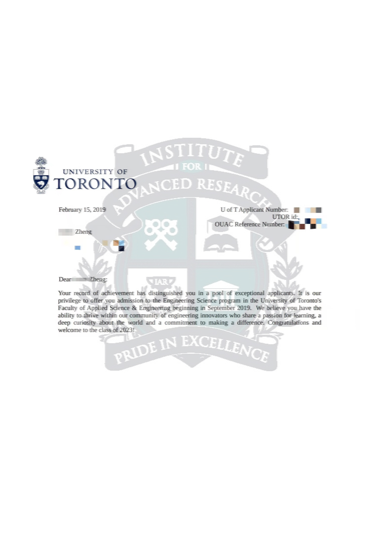 INSTITUTE
FOR
ADVANCED RESEARCH
UNIVERSITY OF
TORONTO
February 15, 2019
U of T Applicant Number:
UTOR id:
OUAC Reference Number:
Zheng
IAR
Dear Zheng:
Your record of achievement has distinguished you in a pool of exceptional applicants. It is our
privilege to offer you admission to the Engineering Science program in the University of Toronto's
Faculty of Applied Science & Engineering beginning in September 2019. We believe you have the
ability to thrive within our community of engineering innovators who share a passion for learning, a
deep curiosity about the world and a commitment to making a difference. Congratulations and
welcome to the class of 2023!
PRIDE IN EXCELLENCE